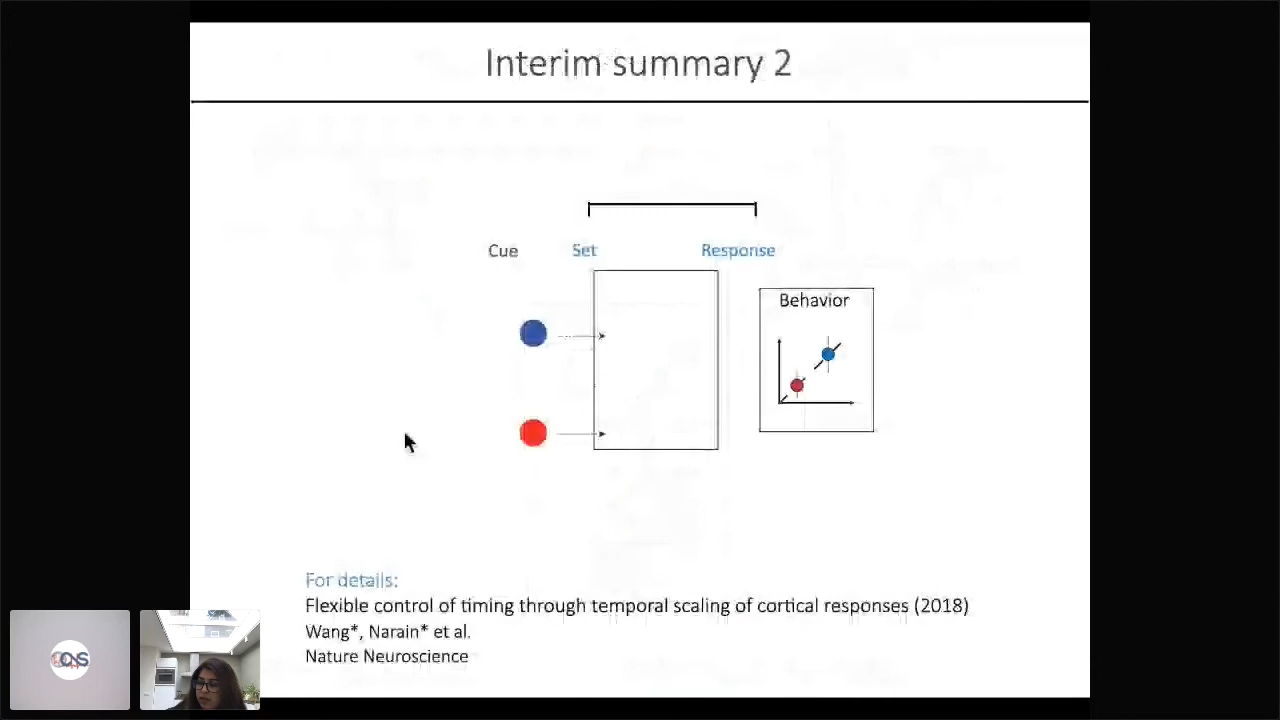 Interim summary 2
Cue Set Response
Behavior
For details:
Flexible control of timing through temporal scaling of cortical responses (2018)
Wang*, Narain* et al.
Nature Neuroscience